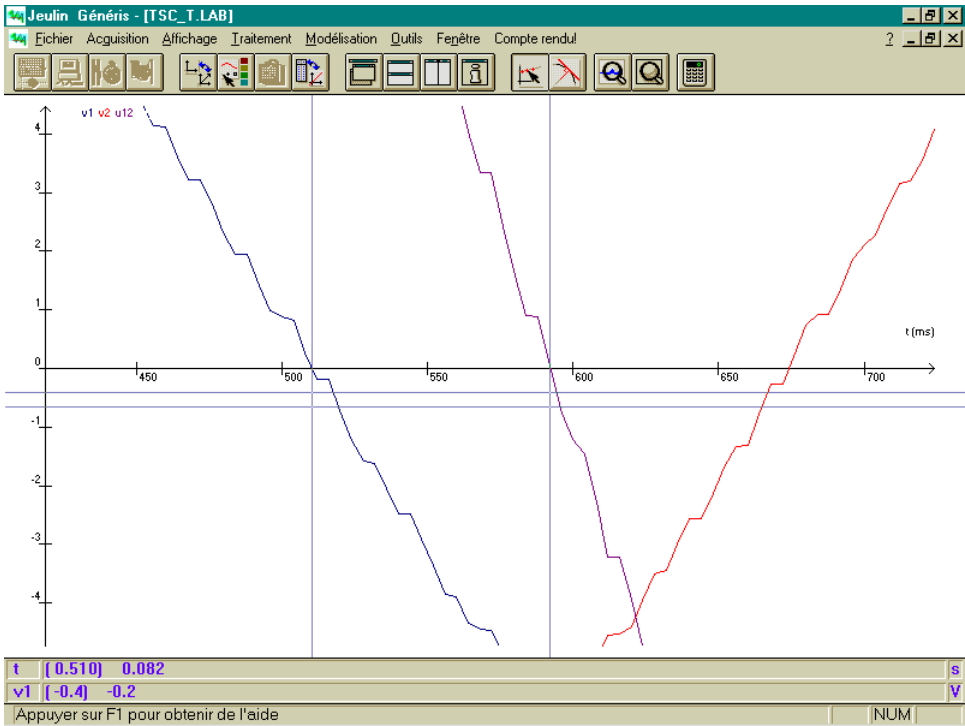 Jeulin Généris - [TSC_T.LAB]
Fichier Acquisition Affichage Traitement Modélisation Outils Fenêtre Compte rendu! ?
v1 v2 u12
4
3
2
1
t (ms)
0
450 500 550 600 650 700
-1
-2
-3
-4
t ( 0.510) 0.082 s
v1 ( -0.4) -0.2 V
Appuyer sur F1 pour obtenir de l'aide NUM